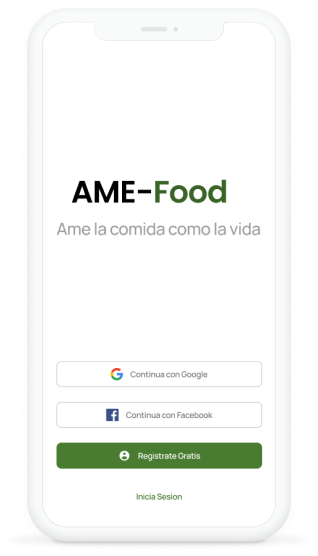 AME-Food
Ame la comida como la vida
Continua con Google
Continua con Facebook
Registrate Gratis
Inicia Sesion